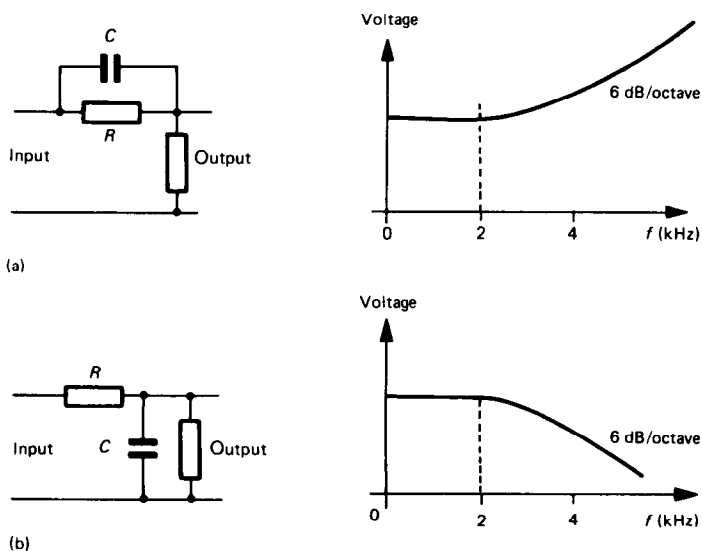 C
R
Input
Output
(a)
Voltage
6 dB/octave
0
2
4
f (kHz)
R
Input
C
Output
(b)
Voltage
6 dB/octave
0
2
4
f (kHz)